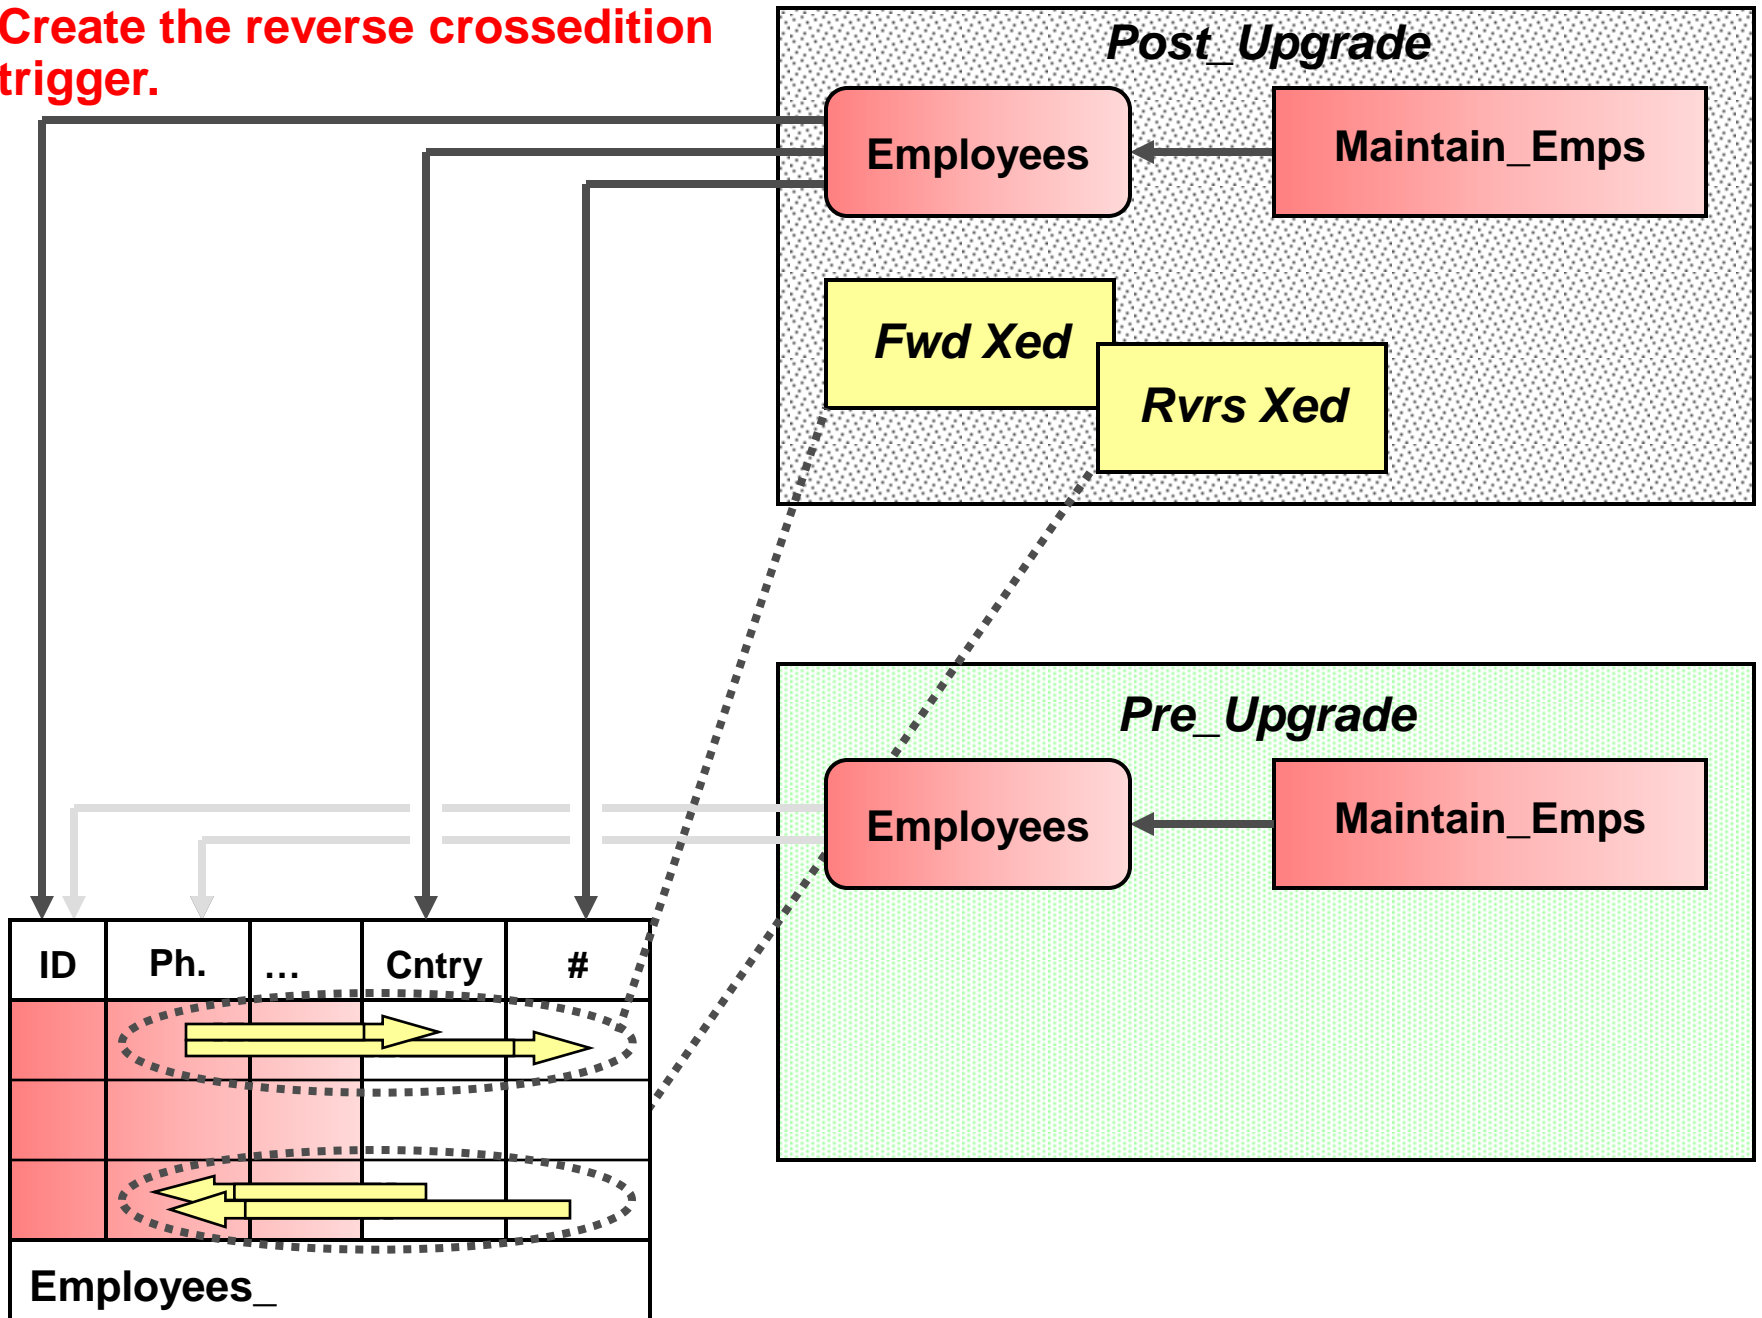 Create the reverse crossedition
trigger.
Post_Upgrade
Employees
Maintain_Emps
Fwd Xed
Rvrs Xed
Pre_Upgrade
Employees
Maintain_Emps
ID Ph. ... Cntry #
Employees_